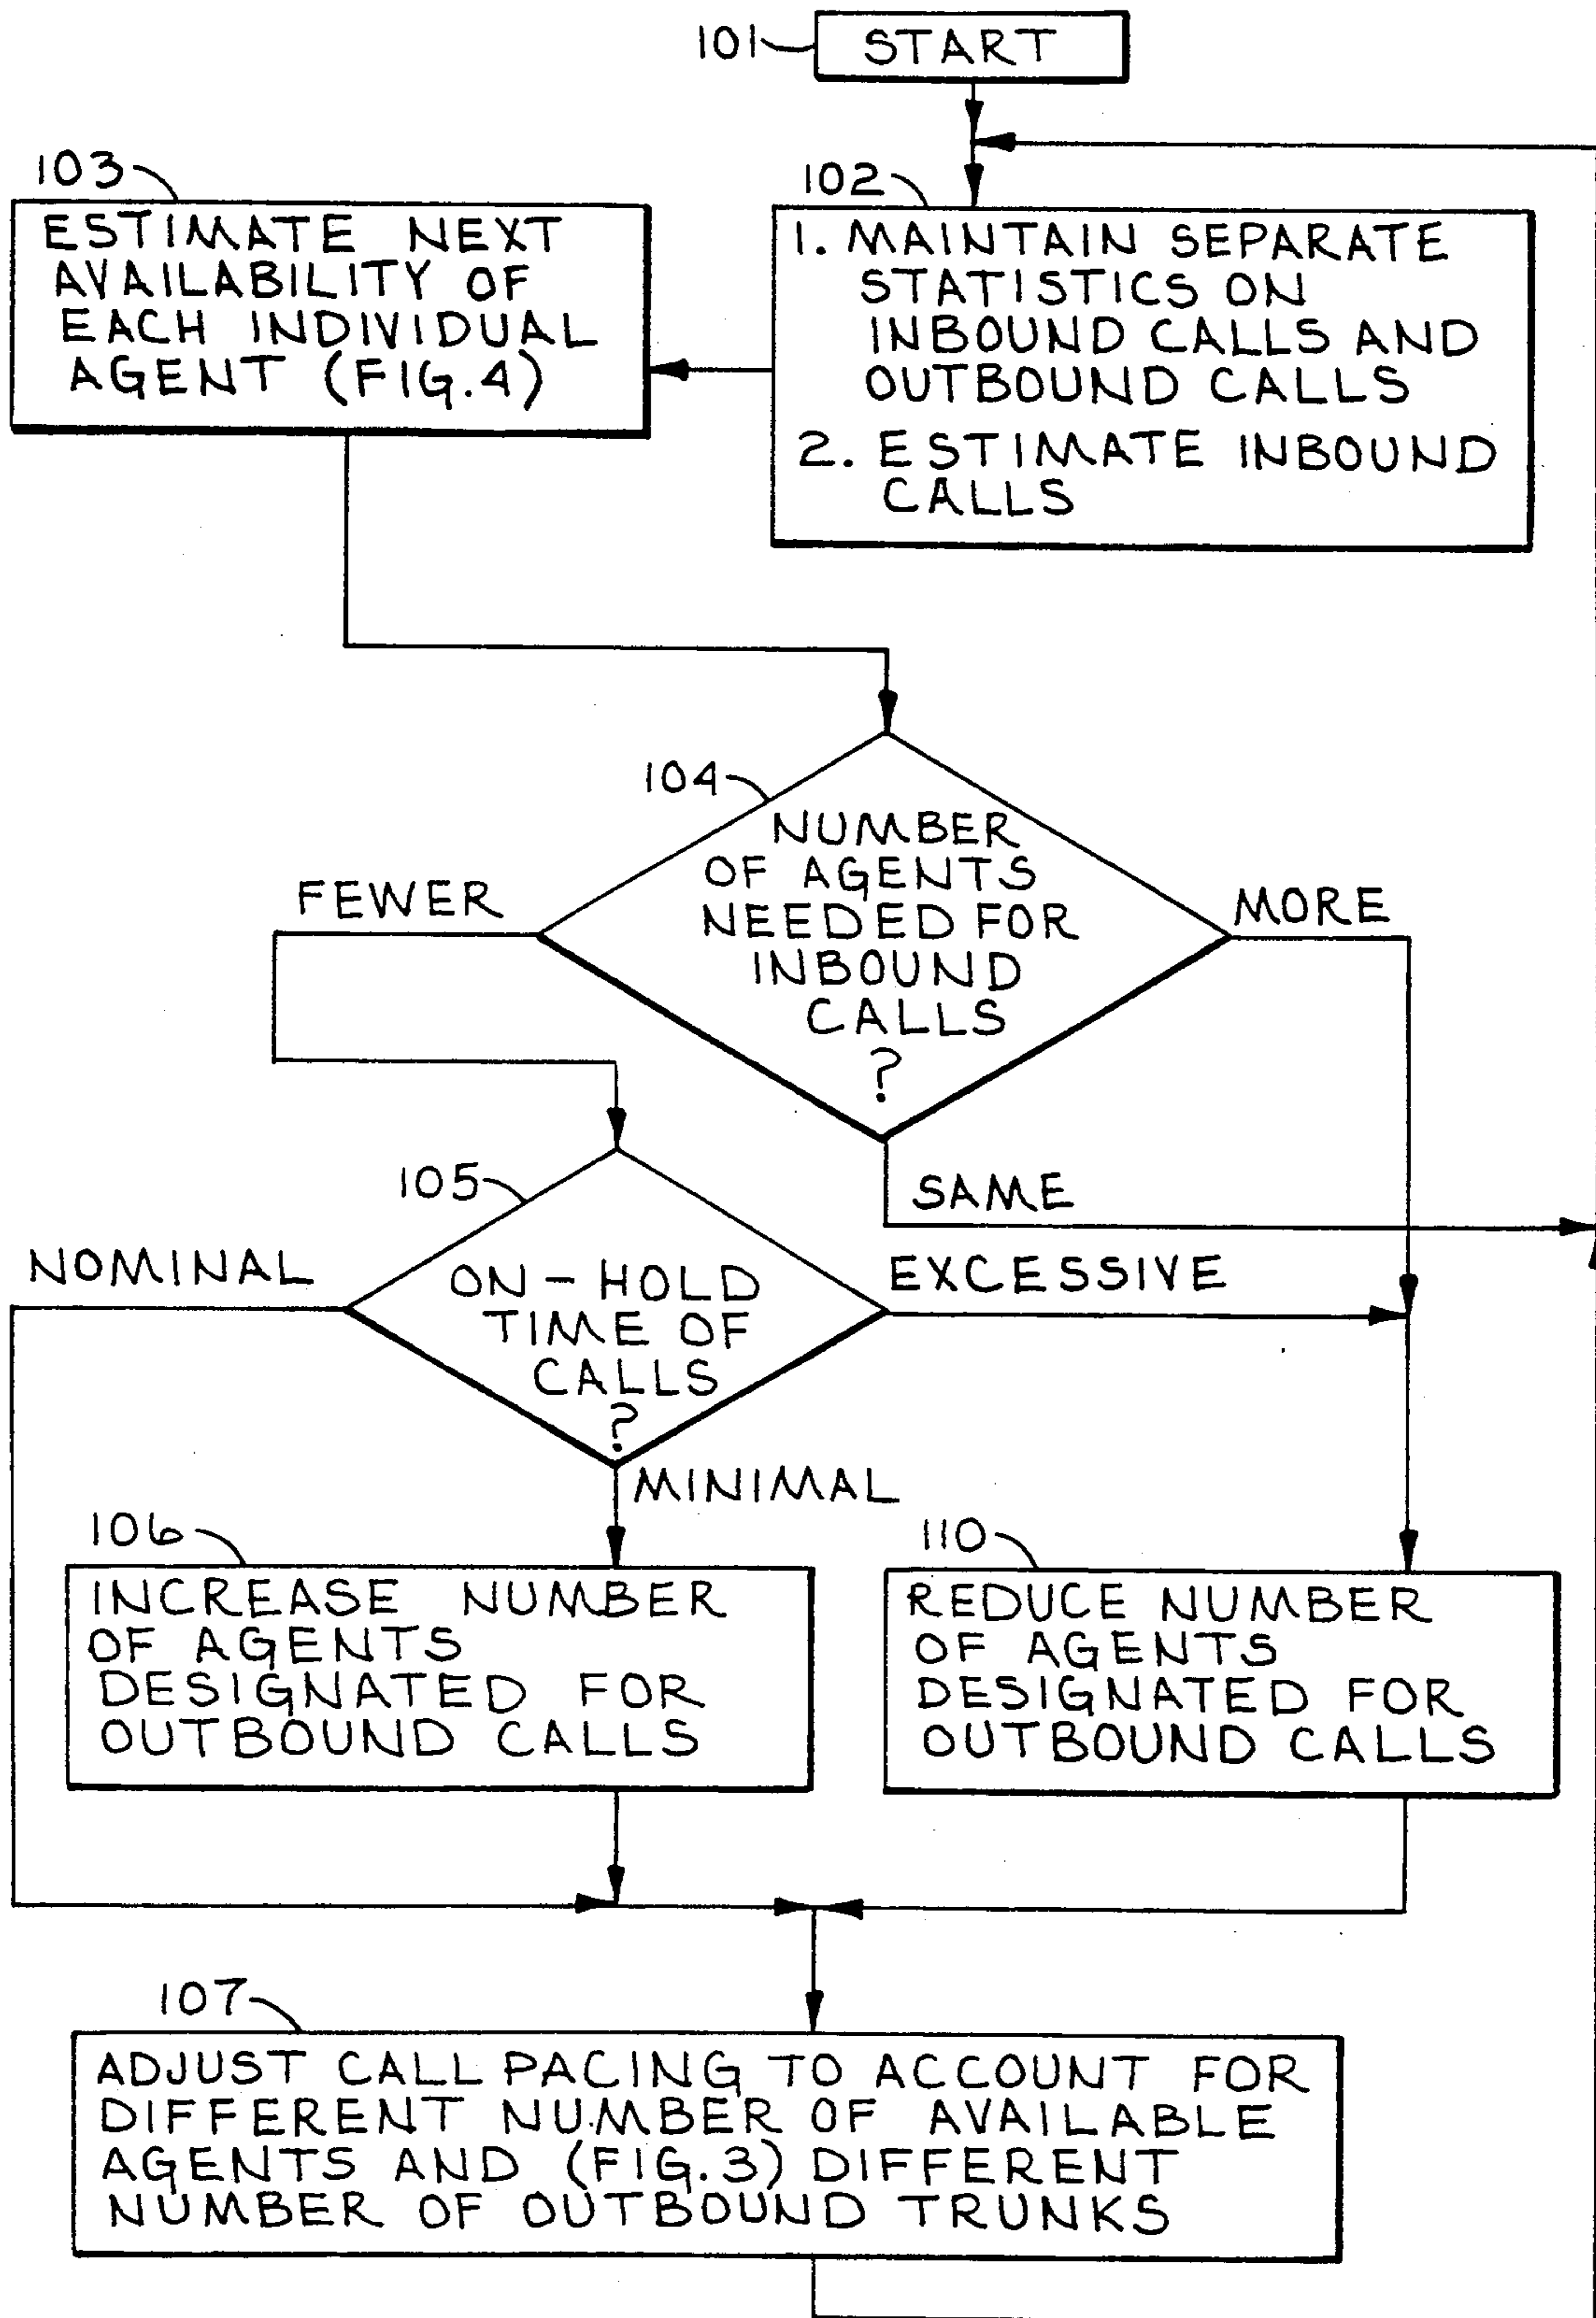 101
START
103
ESTIMATE NEXT
AVAILABILITY OF
EACH INDIVIDUAL
AGENT (FIG.4)
102
1. MAINTAIN SEPARATE
STATISTICS ON
INBOUND CALLS AND
OUTBOUND CALLS
2. ESTIMATE INBOUND
CALLS
104
NUMBER
OF AGENTS
NEEDED FOR
INBOUND
CALLS
?
FEWER
MORE
SAME
105
ON-HOLD
TIME OF
CALLS
?
NOMINAL
EXCESSIVE
MINIMAL
106
INCREASE NUMBER
OF AGENTS
DESIGNATED FOR
OUTBOUND CALLS
110
REDUCE NUMBER
OF AGENTS
DESIGNATED FOR
OUTBOUND CALLS
107
ADJUST CALL PACING TO ACCOUNT FOR
DIFFERENT NUMBER OF AVAILABLE
AGENTS AND (FIG.3) DIFFERENT
NUMBER OF OUTBOUND TRUNKS